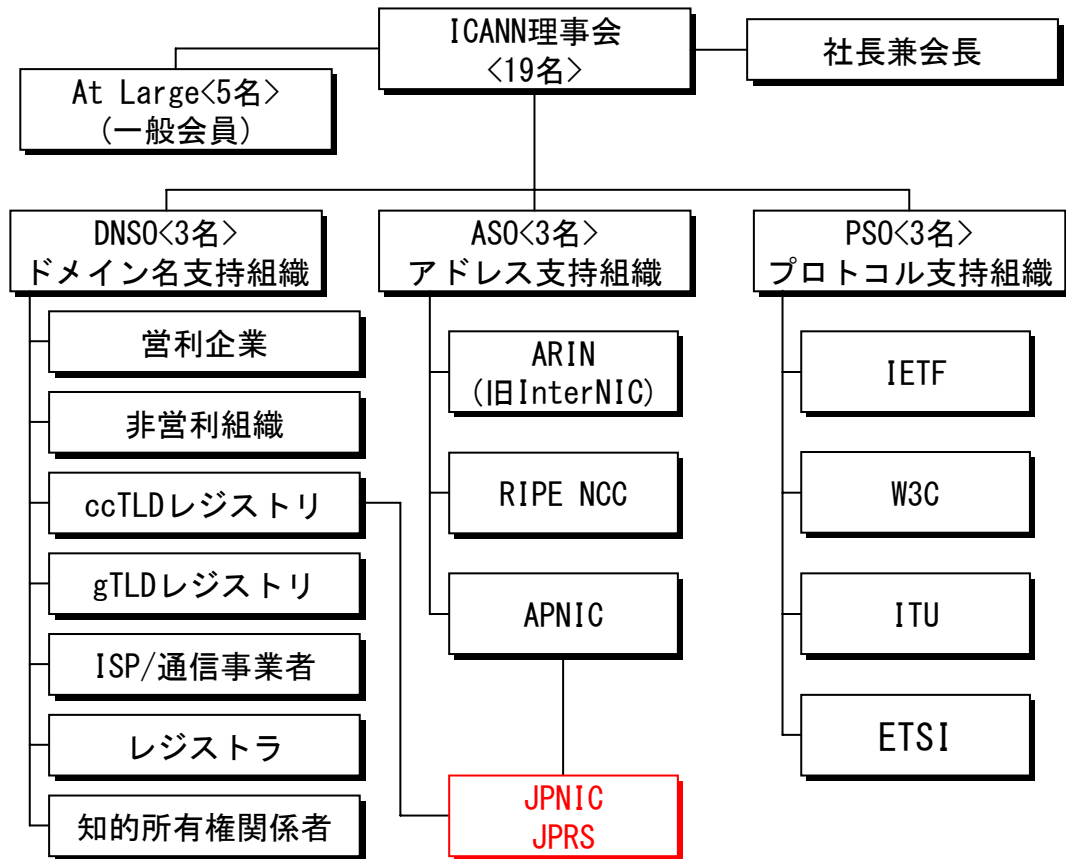 ICANN理事会
<19名>
社長兼会長
At Large<5名>
(一般会員)
DNSO<3名>
ドメイン名支持組織
ASO<3名>
アドレス支持組織
PSO<3名>
プロトコル支持組織
営利企業
非営利組織
ccTLDレジストリ
gTLDレジストリ
ISP/通信事業者
レジストラ
知的所有権関係者
ARIN
(旧InterNIC)
RIPE NCC
APNIC
JPNIC
JPRS
IETF
W3C
ITU
ETSI